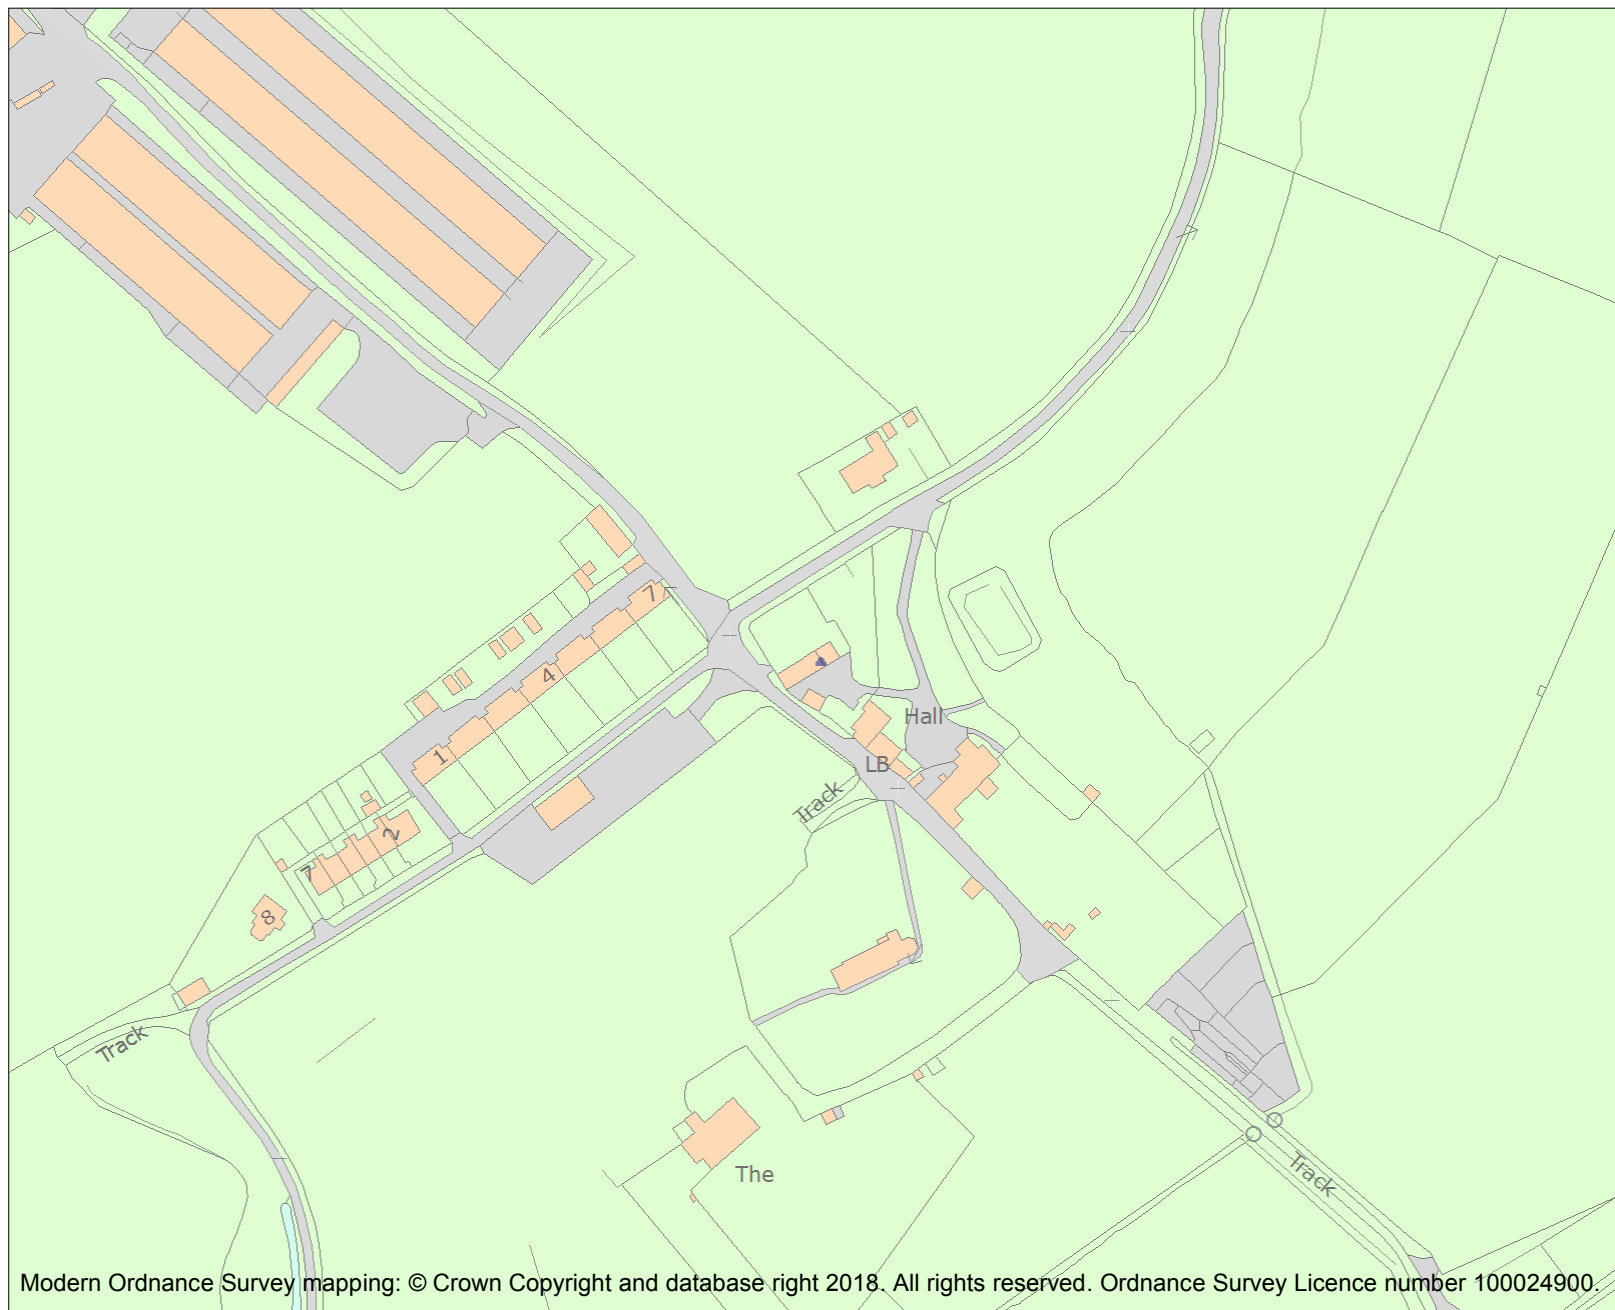 7
4
Hall
1
LB
Track
2
7
8
Track
The
Track
Modern Ordnance Survey mapping: © Crown Copyright and database right 2018. All rights reserved. Ordnance Survey Licence number 100024900.